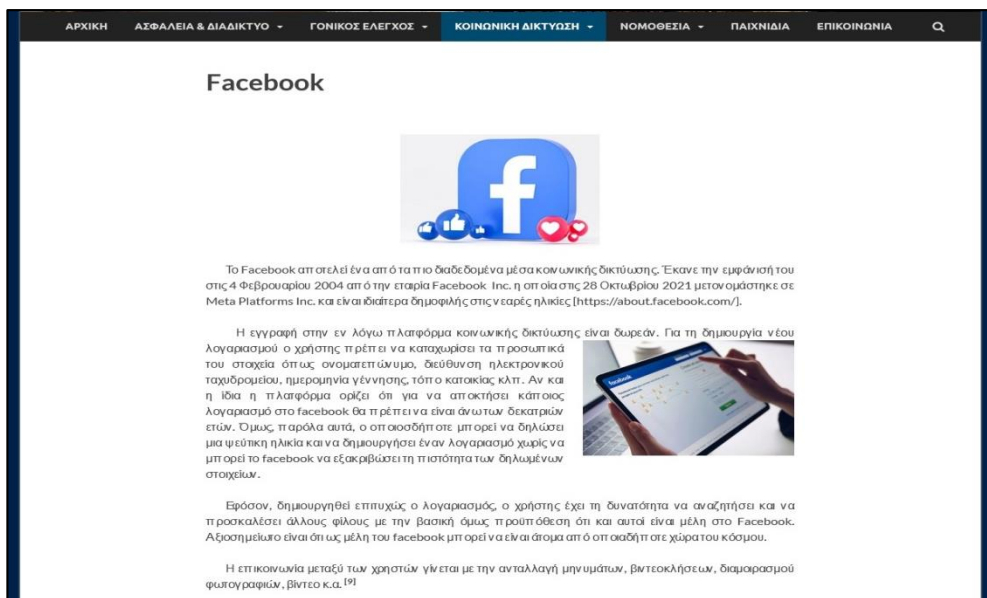 ΑΡΧΙΚΗ ΑΣΦΑΛΕΙΑ & ΔΙΑΔΙΚΤΥΟ ΓΟΝΙΚΟΣ ΕΛΕΓΧΟΣ ΚΟΙΝΩΝΙΚΗ ΔΙΚΤΥΩΣΗ ΝΟΜΟΘΕΣΙΑ ΠΑΙΧΝΙΔΙΑ ΕΠΙΚΟΙΝΩΝΙΑ
Facebook
Το Facebook αποτελεί ένα από τα πιο διαδεδομένα μέσα κοινωνικής δικτύωσης. Έκανε την εμφάνισή του
στις 4 Φεβρουαρίου 2004 από την εταιρία Facebook Inc. η οποία στις 28 Οκτωβρίου 2021 μετονομάστηκε σε
Meta Platforms Inc. και είναι ιδιαίτερα δημοφιλής στις νεαρές ηλικίες [https://about.facebook.com/].
Η εγγραφή στην εν λόγω πλατφόρμα κοινωνικής δικτύωσης είναι δωρεάν. Για τη δημιουργία νέου
λογαριασμού ο χρήστης πρέπει να καταχωρίσει τα προσωπικά
του στοιχεία όπως ονοματεπώνυμο, διεύθυνση ηλεκτρονικού
ταχυδρομείου, ημερομηνία γέννησης, τόπο κατοικίας κλπ. Αν και
η ίδια η πλατφόρμα ορίζει ότι για να αποκτήσει κάποιος
λογαριασμό στο facebook θα πρέπει να είναι άνω των δεκατριών
ετών. Όμως, παρόλα αυτά, ο οποιοσδήποτε μπορεί να δηλώσει
μια ψεύτικη ηλικία και να δημιουργήσει έναν λογαριασμό χωρίς να
μπορεί το facebook να εξακριβώσει τη πιστότητα των δηλωμένων
στοιχείων.
facebook
Εφόσον, δημιουργηθεί επιτυχώς ο λογαριασμός, ο χρήστης έχει τη δυνατότητα να αναζητήσει και να
προσκαλέσει άλλους φίλους με την βασική όμως προϋπόθεση ότι και αυτοί είναι μέλη στο Facebook.
Αξιοσημείωτο είναι ότι ως μέλη του facebook μπορεί να είναι άτομα από οποιαδήποτε χώρα του κόσμου.
Η επικοινωνία μεταξύ των χρηστών γίνεται με την ανταλλαγή μηνυμάτων, βιντεοκλήσεων, διαμοιρασμού
φωτογραφιών, βίντεο κ.α. [9]